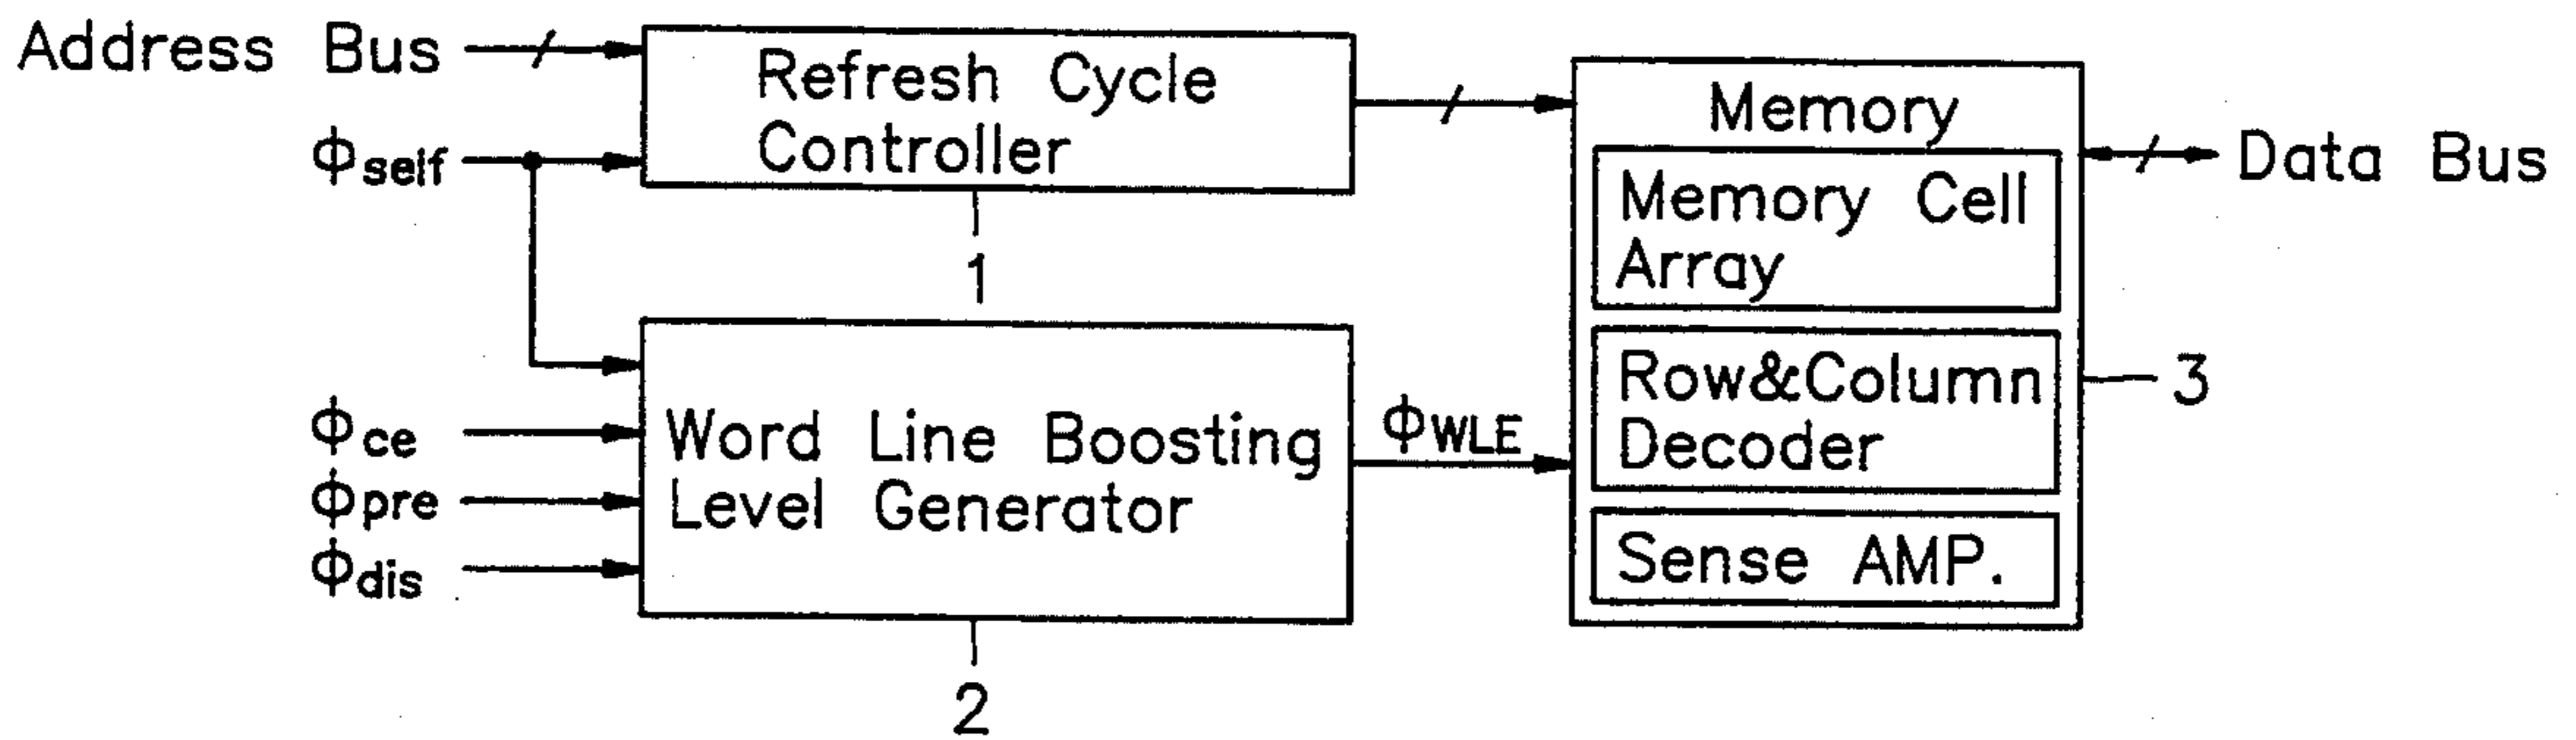 Address Bus
ϕself
Refresh Cycle
Controller
1
ϕce
ϕpre
ϕdis
Word Line Boosting
Level Generator
2
ϕWLE
Memory
Memory Cell
Array
Row&Column
Decoder
Sense AMP.
3
Data Bus